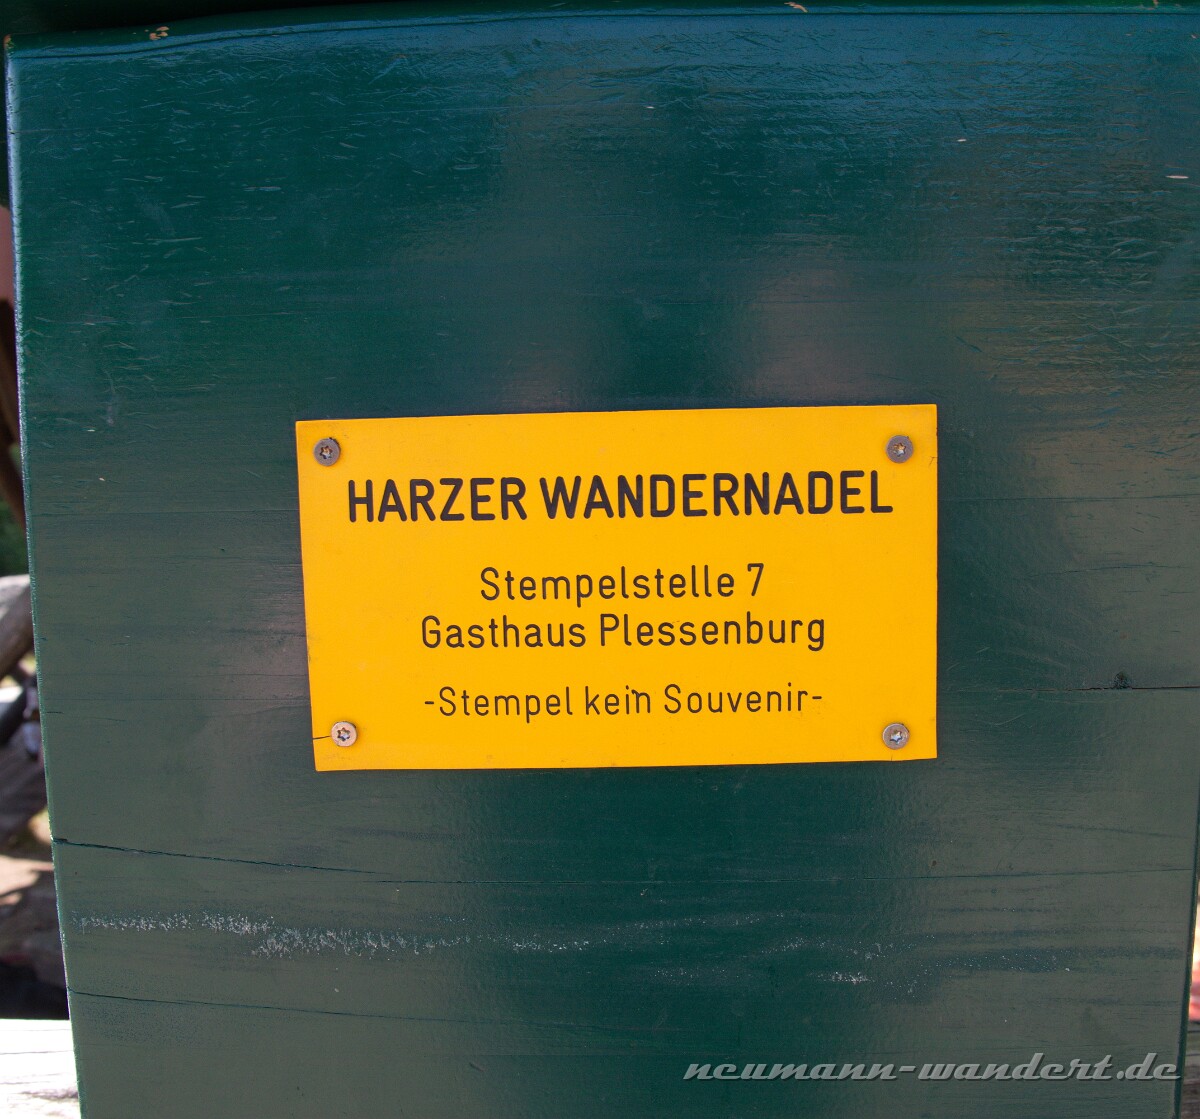 HARZER WANDERNADEL
Stempelstelle 7
Gasthaus Plessenburg
-Stempel kein Souvenir-
neumann-wandert.de